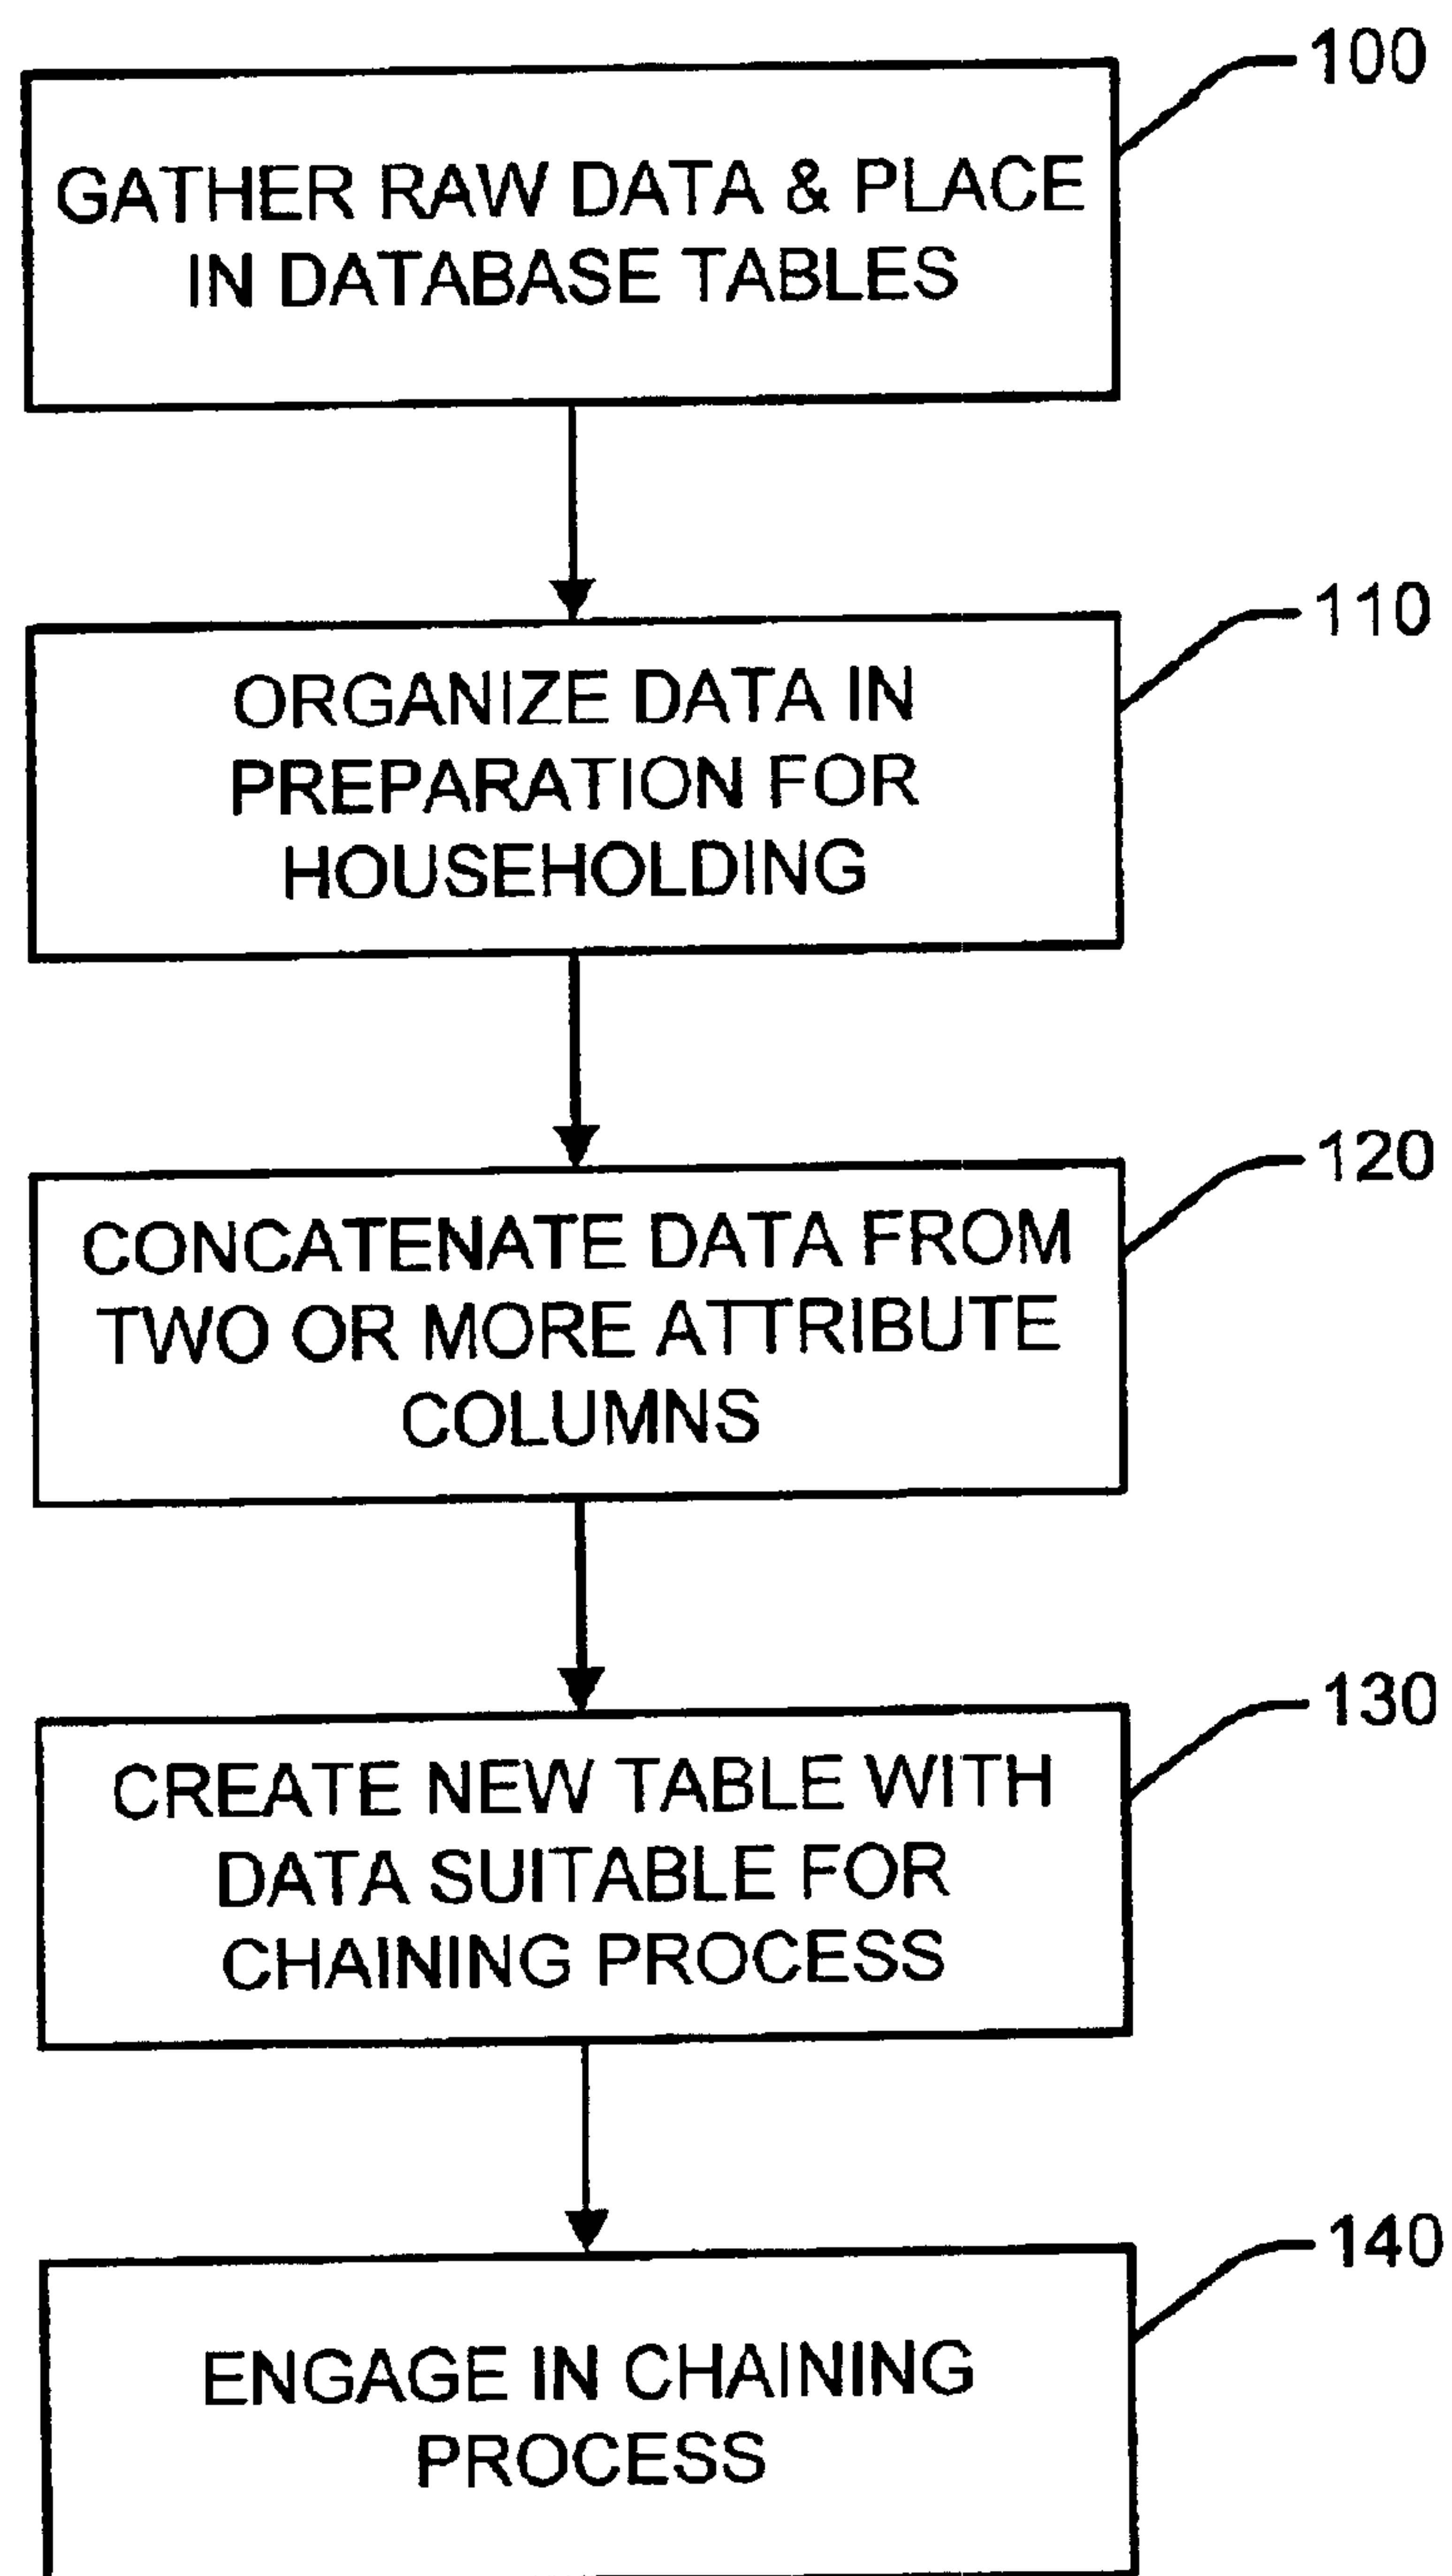 100
GATHER RAW DATA & PLACE
IN DATABASE TABLES
110
ORGANIZE DATA IN
PREPARATION FOR
HOUSEHOLDING
120
CONCATENATE DATA FROM
TWO OR MORE ATTRIBUTE
COLUMNS
130
CREATE NEW TABLE WITH
DATA SUITABLE FOR
CHAINING PROCESS
140
ENGAGE IN CHAINING
PROCESS